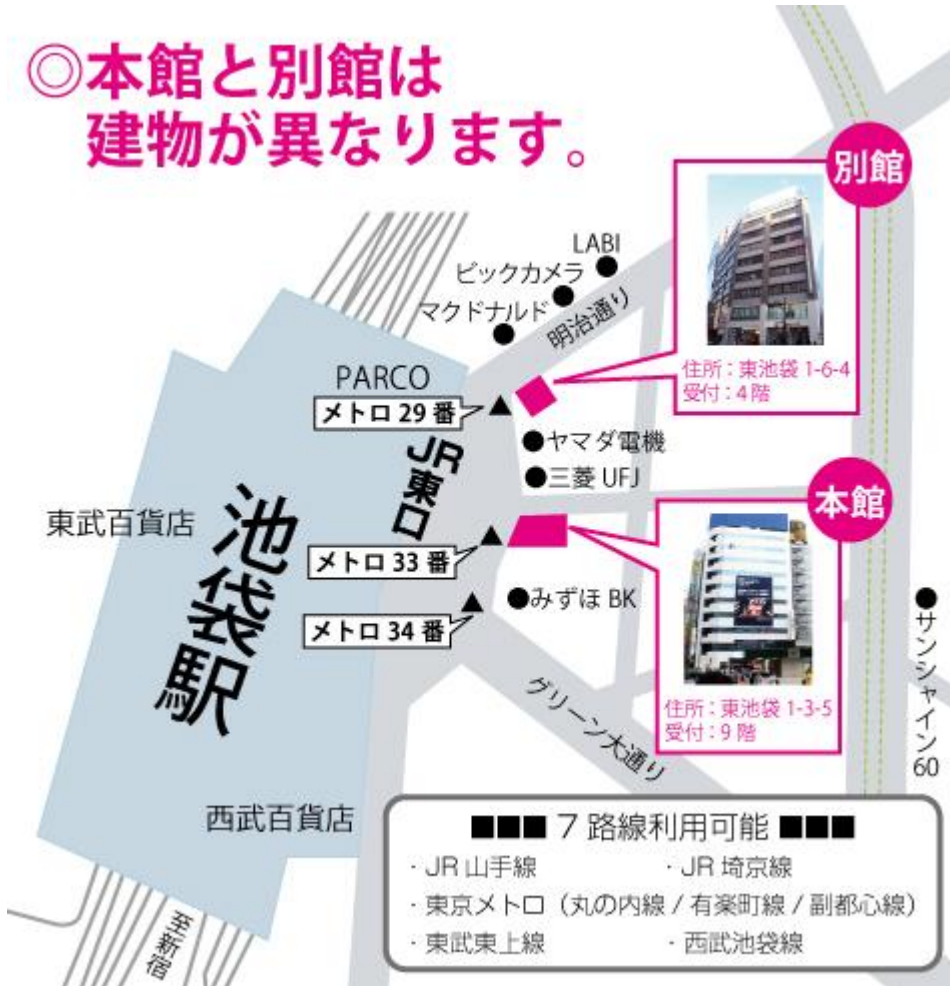 ◎本館と別館は
建物が異なります。
別館
LABI
ビックカメラ
マクドナルド
明治通り
住所：東池袋 1-6-4
受付：4 階
PARCO
メトロ 29 番
ヤマダ電機
三菱 UFJ
JR東口
本館
東武百貨店
池袋駅
メトロ 33 番
みずほ BK
メトロ 34 番
サンシャイン60
グリーン大通り
住所：東池袋 1-3-5
受付：9 階
西武百貨店
■■■ 7 路線利用可能 ■■■
・JR 山手線 ・JR 埼京線
・東京メトロ（丸の内線 / 有楽町線 / 副都心線）
・東武東上線 ・西武池袋線
至新宿